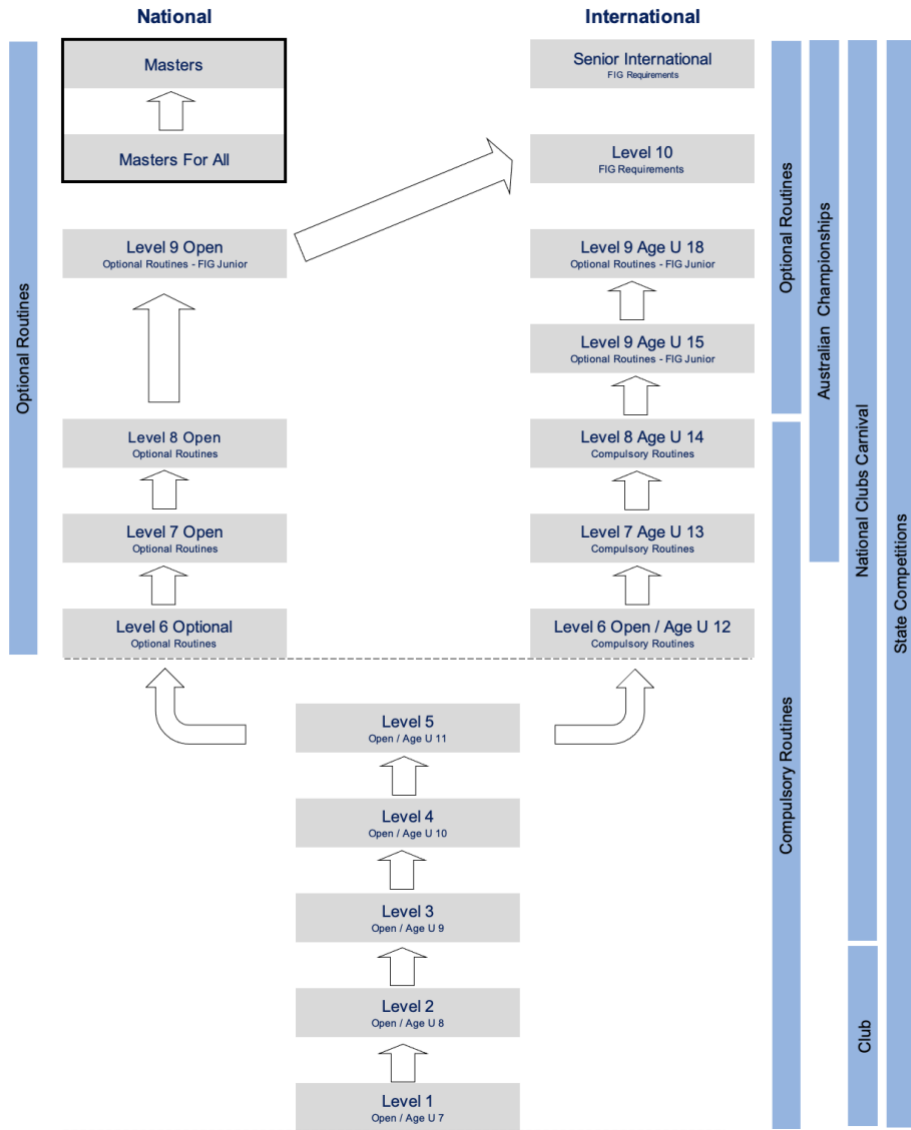 National
International
Masters
Masters For All
Senior International
FIG Requirements
Level 10
FIG Requirements
Level 9 Open
Optional Routines - FIG Junior
Level 9 Age U 18
Optional Routines - FIG Junior
Level 9 Age U 15
Optional Routines - FIG Junior
Level 8 Open
Optional Routines
Level 8 Age U 14
Compulsory Routines
Level 7 Open
Optional Routines
Level 7 Age U 13
Compulsory Routines
Level 6 Optional
Optional Routines
Level 6 Open / Age U 12
Compulsory Routines
Level 5
Open / Age U 11
Level 4
Open / Age U 10
Level 3
Open / Age U 9
Level 2
Open / Age U 8
Level 1
Open / Age U 7
Optional Routines
Optional Routines
Compulsory Routines
Australian Championships
National Clubs Carnival
Club
State Competitions